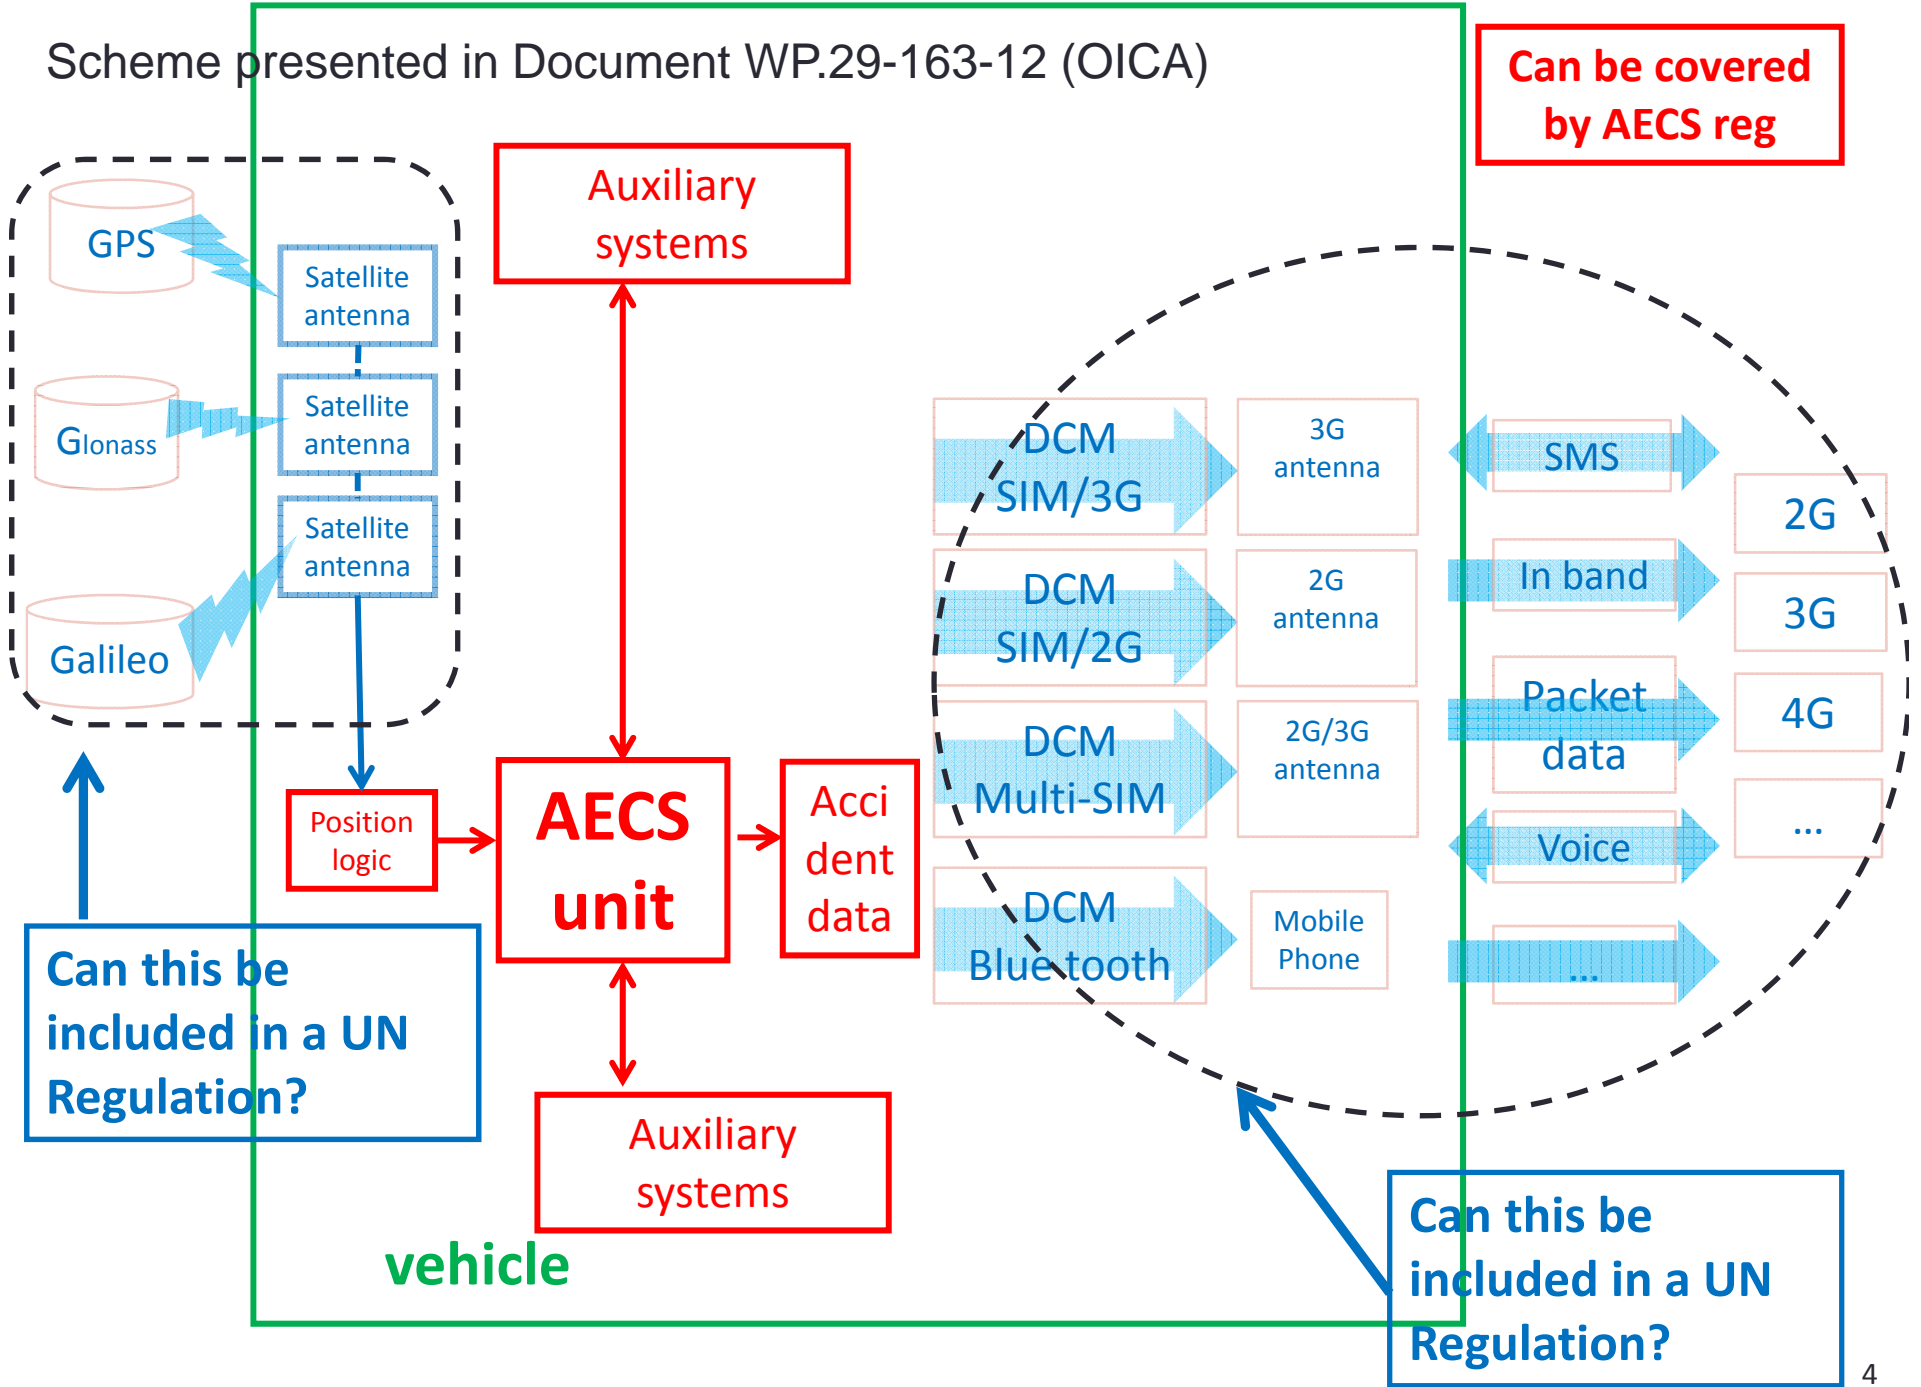 Scheme presented in Document WP.29-163-12 (OICA)
Can be covered
by AECS reg
GPS
Glonass
Galileo
Satellite
antenna
Satellite
antenna
Satellite
antenna
Auxiliary
systems
Position
logic
AECS
unit
Acci
dent
data
Auxiliary
systems
DCM
SIM/3G
3G
antenna
DCM
SIM/2G
2G
antenna
DCM
Multi-SIM
2G/3G
antenna
DCM
Blue tooth
Mobile
Phone
SMS
In band
Packet
data
Voice
...
2G
3G
4G
...
Can this be
included in a UN
Regulation?
vehicle
Can this be
included in a UN
Regulation?
4